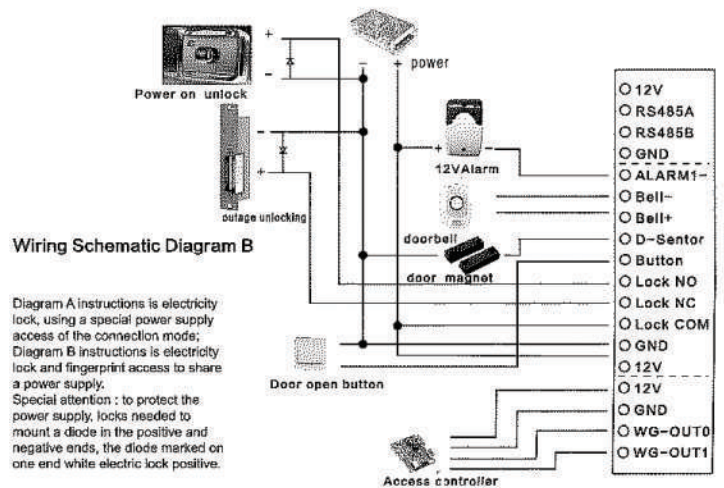 +
-
Power on unlock
-
+
outage unlocking
- + power
+ -
12VAlarm
doorbell
door magnet
Door open button
Access controller
12V
RS485A
RS485B
GND
ALARM1-
Bell-
Bell+
D-Sentor
Button
Lock NO
Lock NC
Lock COM
GND
12V
12V
GND
WG-OUT0
WG-OUT1
Wiring Schematic Diagram B
Diagram A instructions is electricity
lock, using a special power supply
access of the connection mode;
Diagram B instructions is electricity
lock and fingerprint access to share
a power supply.
Special attention : to protect the
power supply, locks needed to
mount a diode in the positive and
negative ends, the diode marked on
one end white electric lock positive.